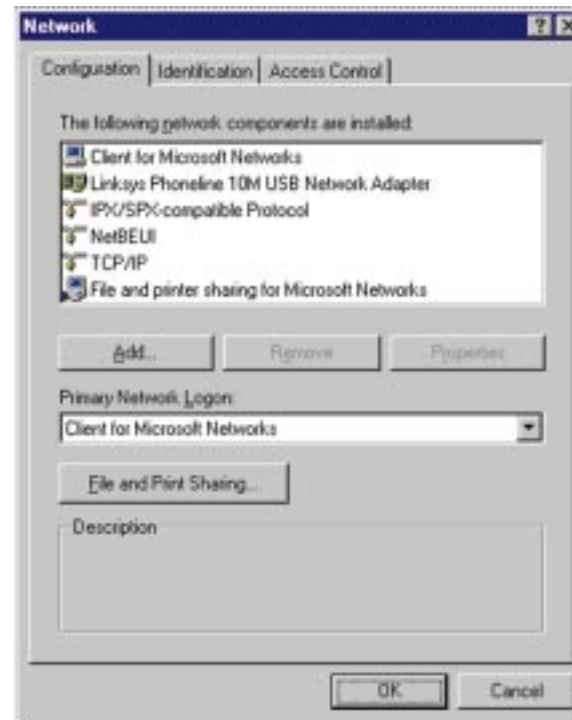 Network
Configuration Identification Access Control
The following network components are installed:
Client for Microsoft Networks
Linksys Phoneline 10M USB Network Adapter
IPX/SPX-compatible Protocol
NetBEUI
TCP/IP
File and printer sharing for Microsoft Networks
Add... Remove Properties
Primary Network Logon:
Client for Microsoft Networks
File and Print Sharing...
Description
OK Cancel